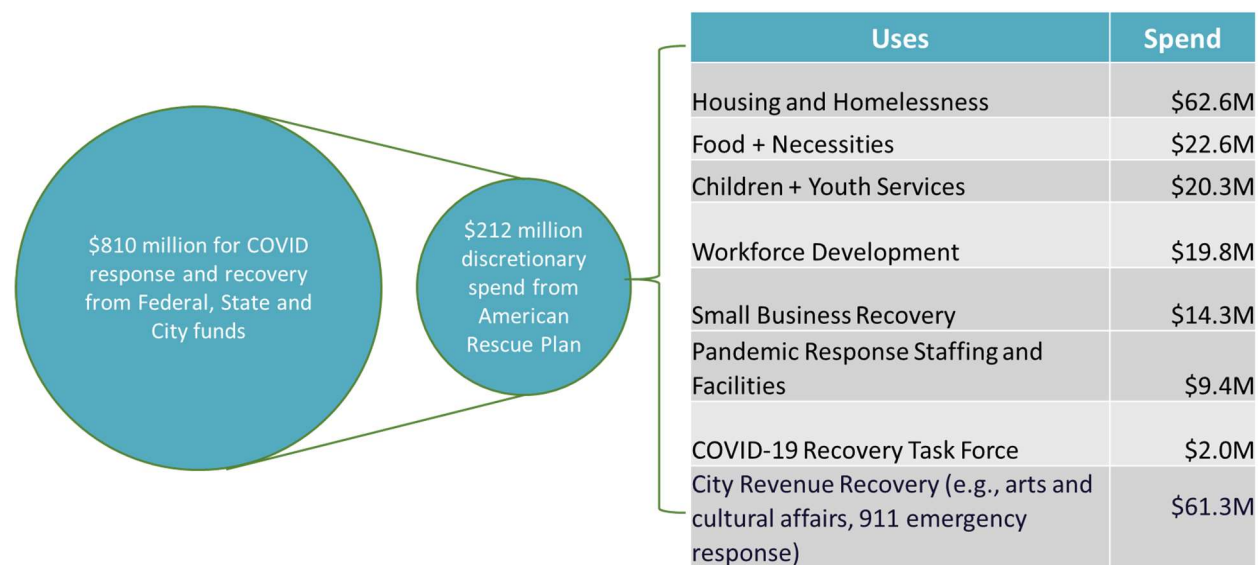 $810 million for COVID
response and recovery
from Federal, State and
City funds
$212 million
discretionary
spend from
American
Rescue Plan
Uses Spend
Housing and Homelessness $62.6M
Food + Necessities $22.6M
Children + Youth Services $20.3M
Workforce Development $19.8M
Small Business Recovery $14.3M
Pandemic Response Staffing and
Facilities $9.4M
COVID-19 Recovery Task Force $2.0M
City Revenue Recovery (e.g., arts and
cultural affairs, 911 emergency $61.3M
response)